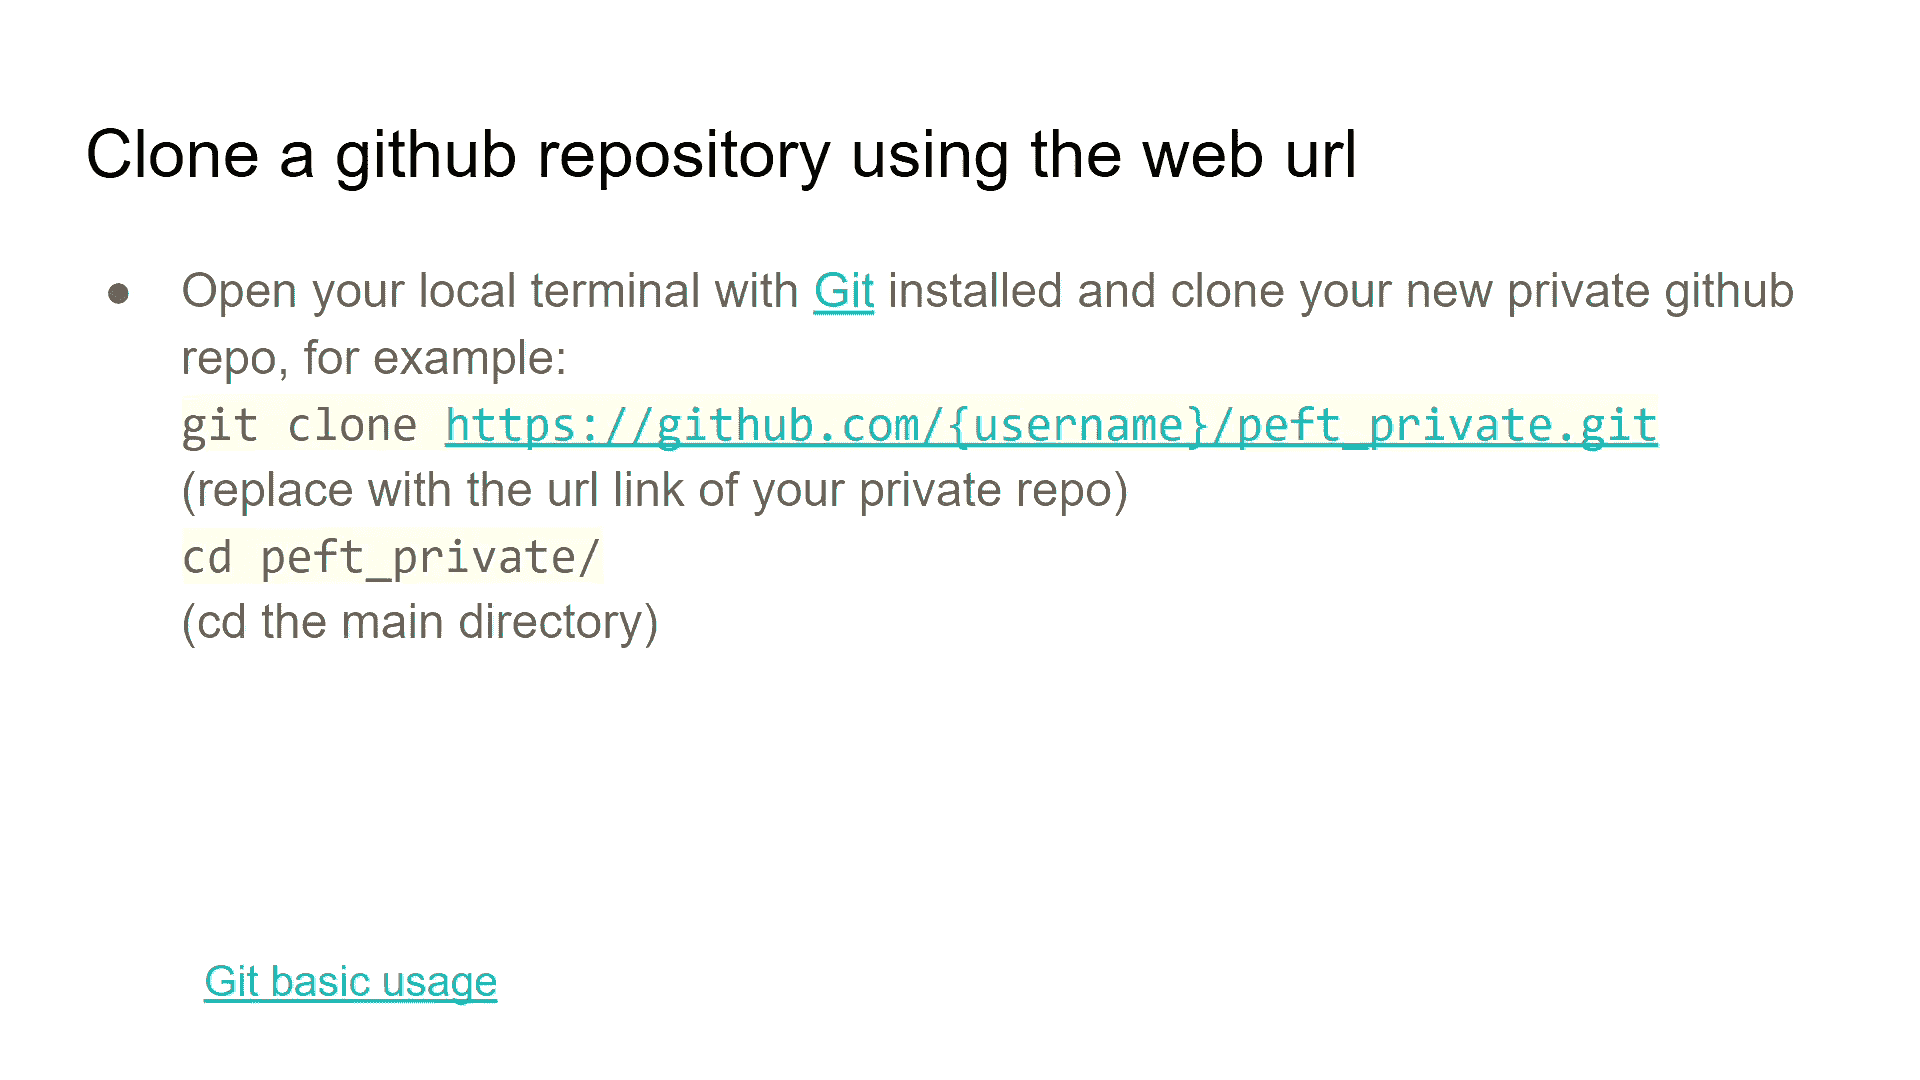 Clone a github repository using the web url
● Open your local terminal with Git installed and clone your new private github
repo, for example:
git clone https://github.com/{username}/peft_private.git
(replace with the url link of your private repo)
cd peft_private/
(cd the main directory)
Git basic usage